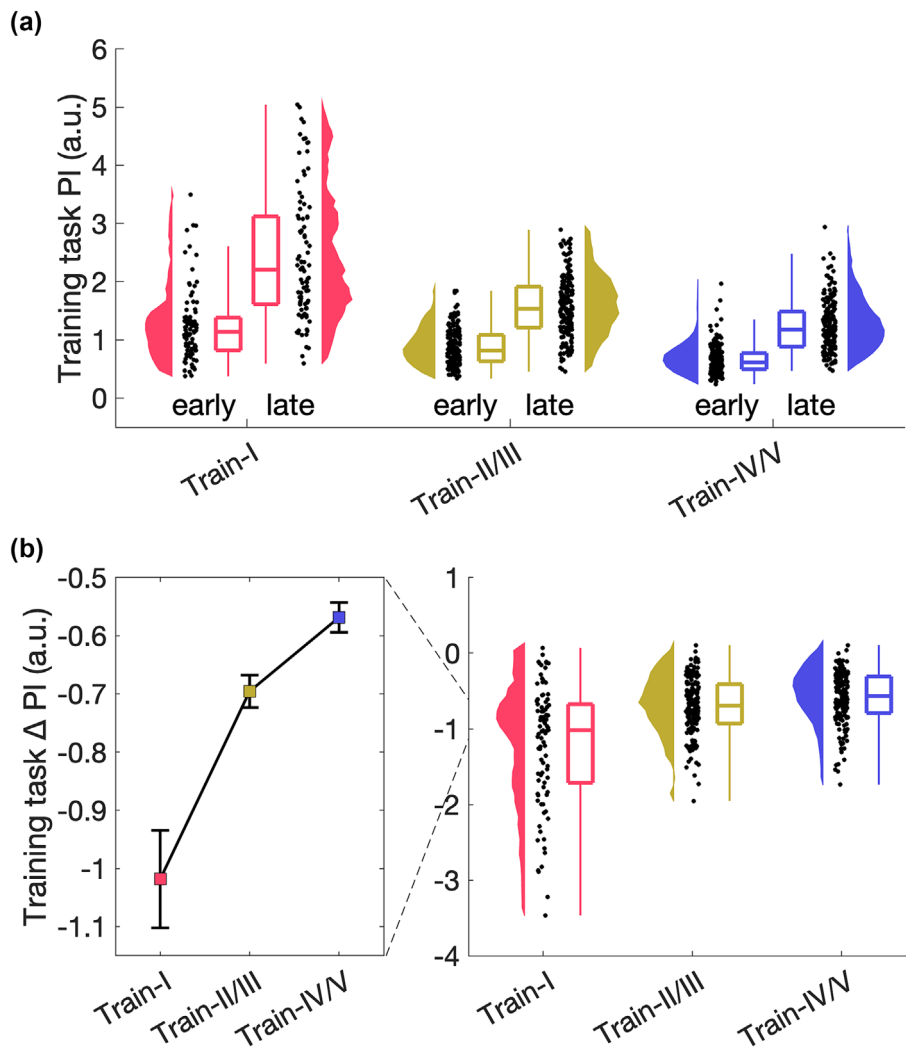 (a)
Training task PI (a.u.)
6
5
4
3
2
1
0
early late
early late
early late
Train-I
Train-II/III
Train-IV/V
(b)
Training task Δ PI (a.u.)
-0.5
-0.6
-0.7
-0.8
-0.9
-1
-1.1
Train-I
Train-II/III
Train-IV/V
1
0
-1
-2
-3
-4
Train-I
Train-II/III
Train-IV/V